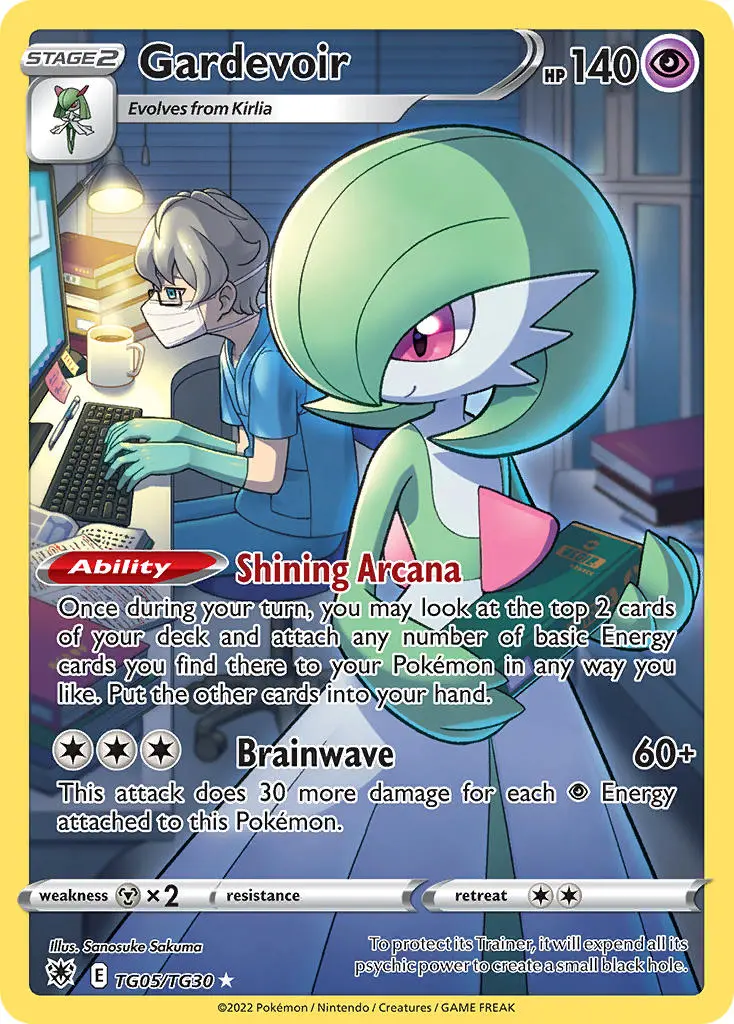 STAGE 2
Gardevoir
HP 140
Evolves from Kirlia
Ability
Shining Arcana
Once during your turn, you may look at the top 2 cards
of your deck and attach any number of basic Energy
cards you find there to your Pokémon in any way you
like. Put the other cards into your hand.
Brainwave 60+
This attack does 30 more damage for each Energy
attached to this Pokémon.
weakness ×2 resistance retreat
Illus. Sanosuke Sakuma
To protect its Trainer, it will expend all its
psychic power to create a small black hole.
E TG05/TG30 ★
©2022 Pokémon / Nintendo / Creatures / GAME FREAK